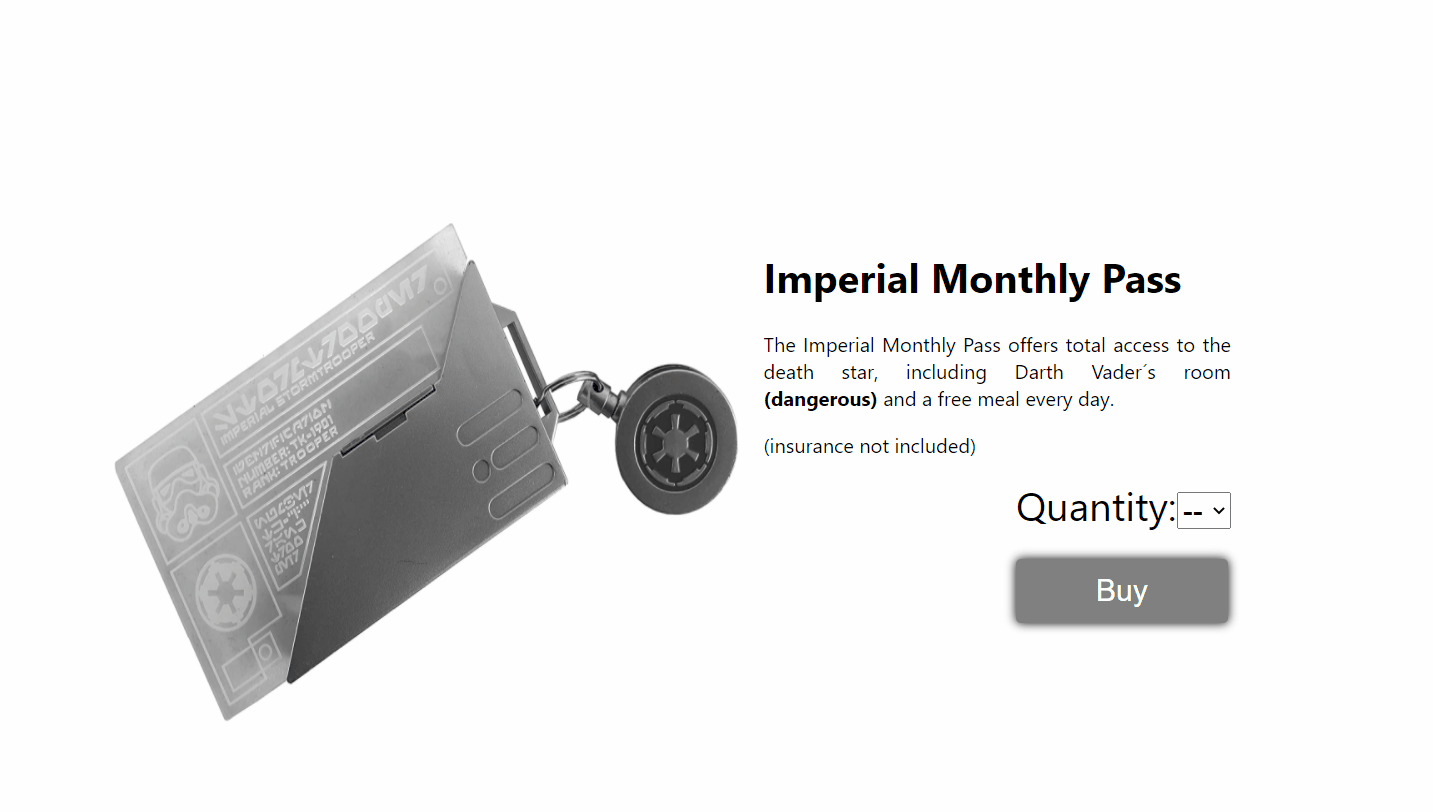 IMPERIAL STORMTROOPER
IDENTIFICATION
NUMBER: TK-1901
RANK: TROOPER
Imperial Monthly Pass
The Imperial Monthly Pass offers total access to the
death star, including Darth Vader´s room
(dangerous) and a free meal every day.
(insurance not included)
Quantity:--
Buy